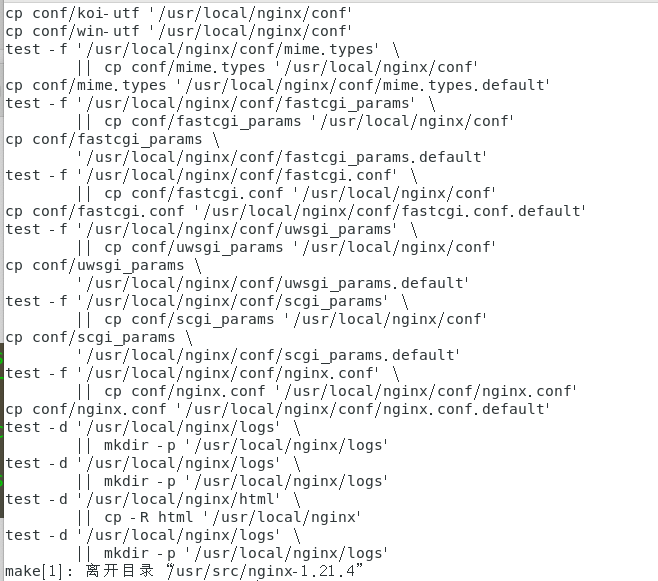 cp conf/koi-utf '/usr/local/nginx/conf'
cp conf/win-utf '/usr/local/nginx/conf'
test -f '/usr/local/nginx/conf/mime.types' \
        || cp conf/mime.types '/usr/local/nginx/conf'
cp conf/mime.types '/usr/local/nginx/conf/mime.types.default'
test -f '/usr/local/nginx/conf/fastcgi_params' \
        || cp conf/fastcgi_params '/usr/local/nginx/conf'
cp conf/fastcgi_params \
        '/usr/local/nginx/conf/fastcgi_params.default'
test -f '/usr/local/nginx/conf/fastcgi.conf' \
        || cp conf/fastcgi.conf '/usr/local/nginx/conf'
cp conf/fastcgi.conf '/usr/local/nginx/conf/fastcgi.conf.default'
test -f '/usr/local/nginx/conf/uwsgi_params' \
        || cp conf/uwsgi_params '/usr/local/nginx/conf'
cp conf/uwsgi_params \
        '/usr/local/nginx/conf/uwsgi_params.default'
test -f '/usr/local/nginx/conf/scgi_params' \
        || cp conf/scgi_params '/usr/local/nginx/conf'
cp conf/scgi_params \
        '/usr/local/nginx/conf/scgi_params.default'
test -f '/usr/local/nginx/conf/nginx.conf' \
        || cp conf/nginx.conf '/usr/local/nginx/conf/nginx.conf'
cp conf/nginx.conf '/usr/local/nginx/conf/nginx.conf.default'
test -d '/usr/local/nginx/logs' \
        || mkdir -p '/usr/local/nginx/logs'
test -d '/usr/local/nginx/logs' \
        || mkdir -p '/usr/local/nginx/logs'
test -d '/usr/local/nginx/html' \
        || cp -R html '/usr/local/nginx'
test -d '/usr/local/nginx/logs' \
        || mkdir -p '/usr/local/nginx/logs'
make[1]: 离开目录 “/usr/src/nginx-1.21.4”